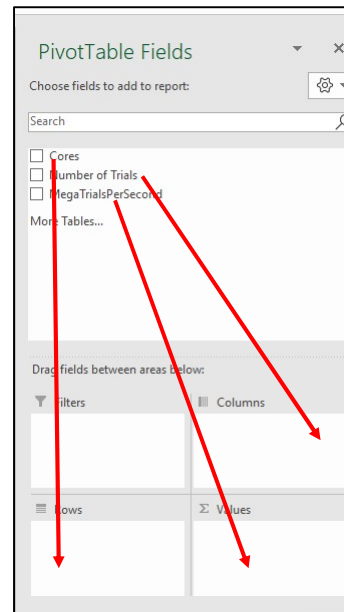 PivotTable Fields
Choose fields to add to report:
Search
Cores
Number of Trials
MegaTrialsPerSecond
More Tables...
Drag fields between areas below:
Filters
Columns
Rows
Σ Values